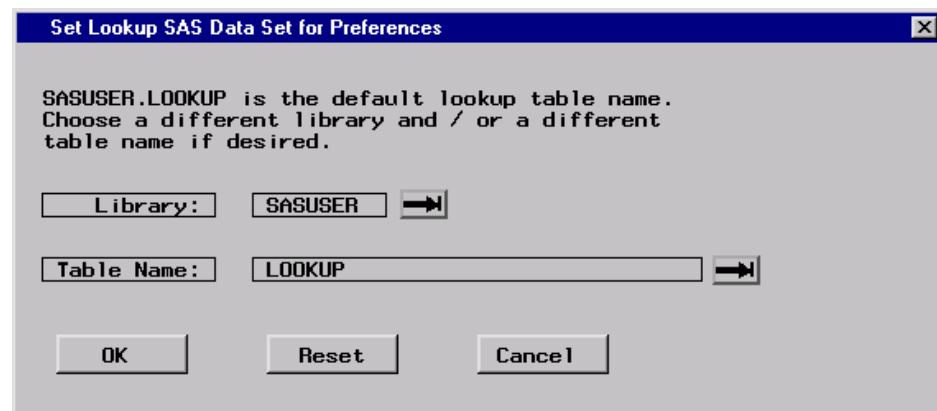 Set Lookup SAS Data Set for Preferences
SASUSER.LOOKUP is the default lookup table name.
Choose a different library and / or a different
table name if desired.
Library: SASUSER
Table Name: LOOKUP
OK Reset Cancel